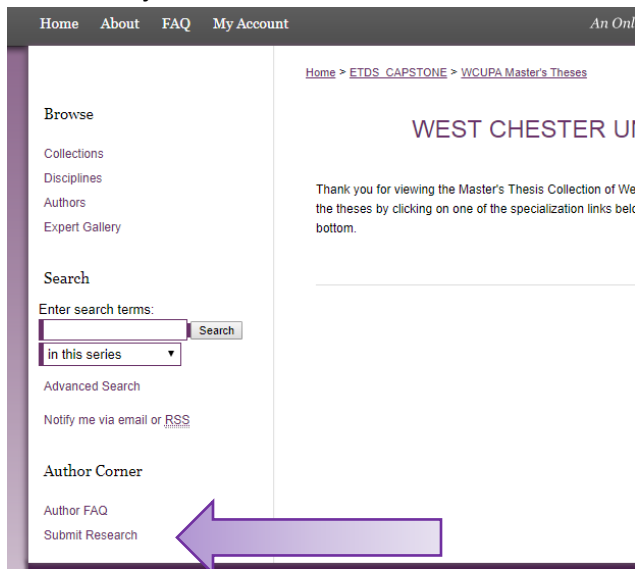 Home About FAQ My Account An Onl
Home > ETDS_CAPSTONE > WCUPA Master's Theses
Browse
Collections
Disciplines
Authors
Expert Gallery
Search
Enter search terms:
Search
in this series
Advanced Search
Notify me via email or RSS
Author Corner
Author FAQ
Submit Research
WEST CHESTER UN
Thank you for viewing the Master's Thesis Collection of We
the theses by clicking on one of the specialization links belo
bottom.